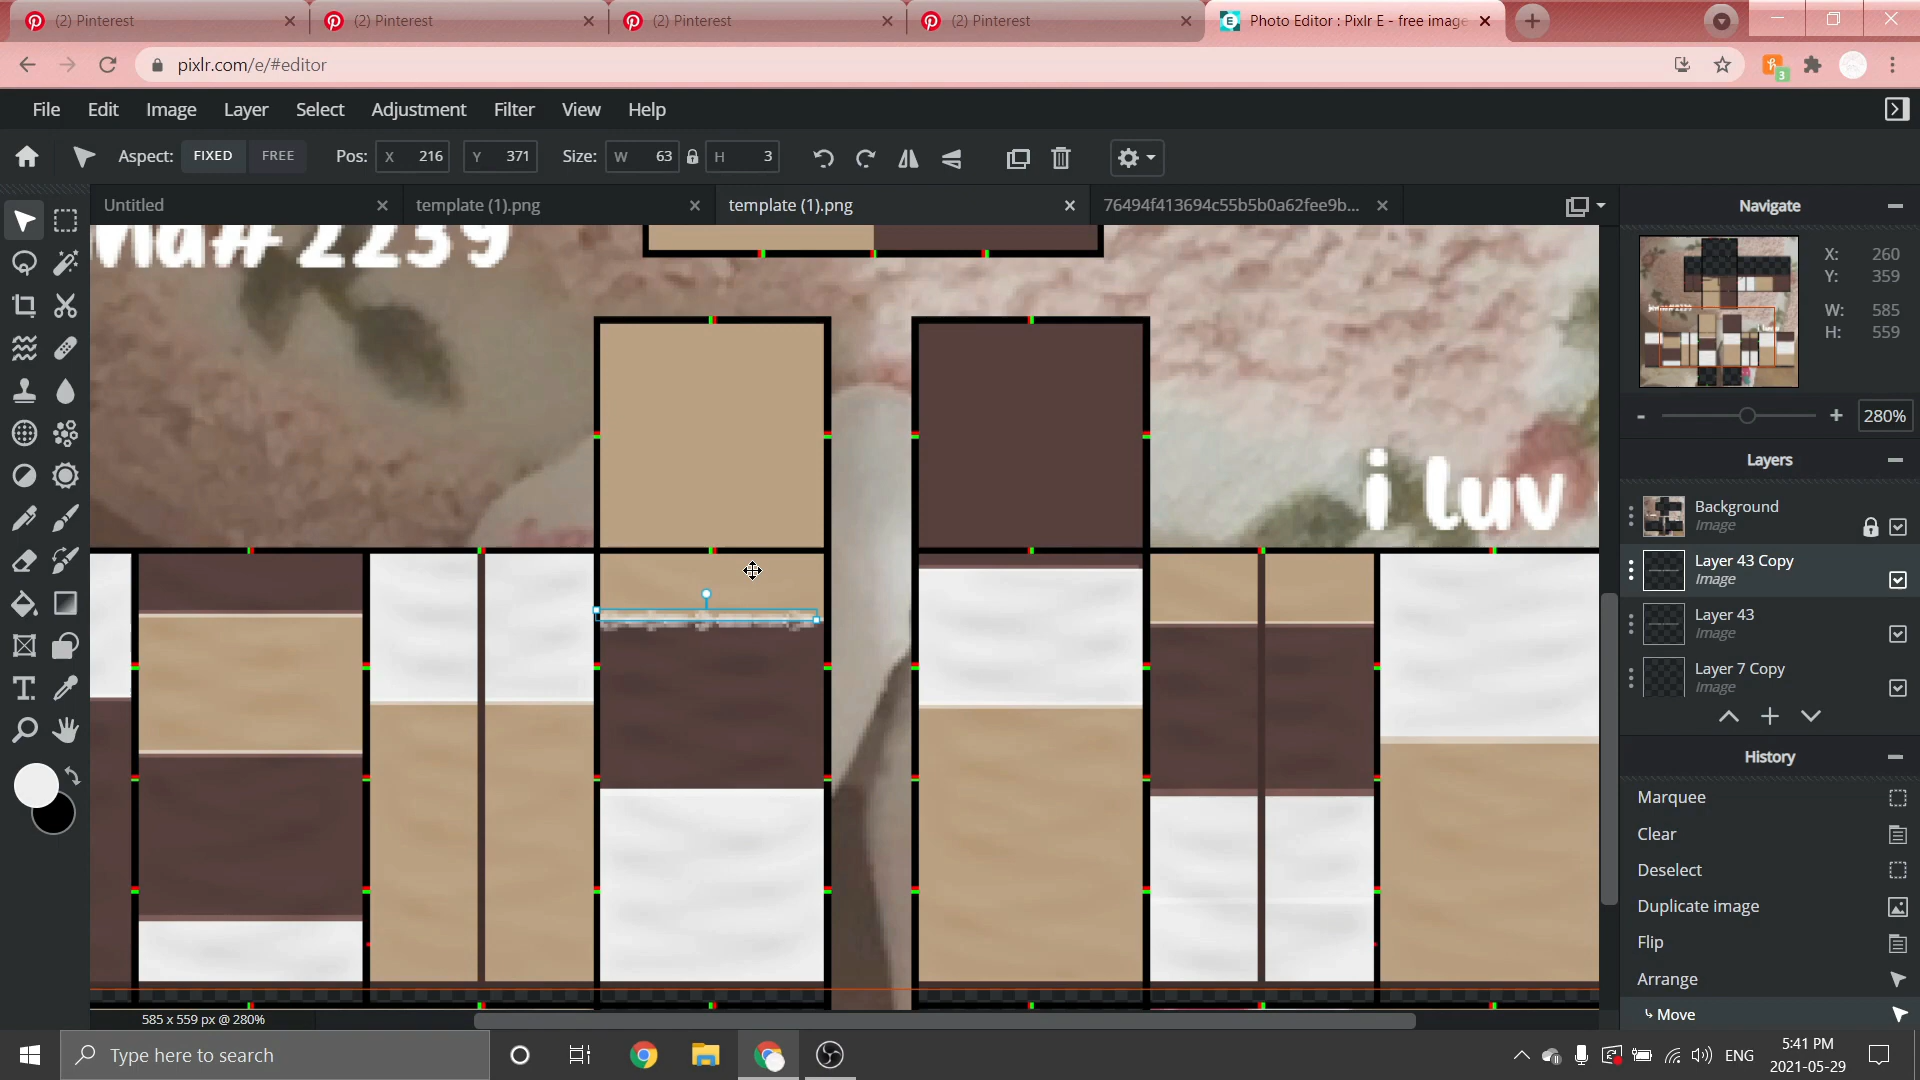 (2) Pinterest
(2) Pinterest
(2) Pinterest
(2) Pinterest
Photo Editor : Pixlr E - free image
pixlr.com/e/#editor
3
File Edit Image Layer Select Adjustment Filter View Help
Aspect: FIXED FREE Pos: X 216 Y 371 Size: W 63 H 3
Untitled
template (1).png
template (1).png
76494f413694c55b5b0a62fee9b...
Navigate
X: 260
Y: 359
W: 585
H: 559
280%
# 2239
i luv
Layers
Background
Image
Layer 43 Copy
Image
Layer 43
Image
Layer 7 Copy
Image
History
Marquee
Clear
Deselect
Duplicate image
Flip
Arrange
Move
585 x 559 px @ 280%
Type here to search
ENG
5:41 PM
2021-05-29